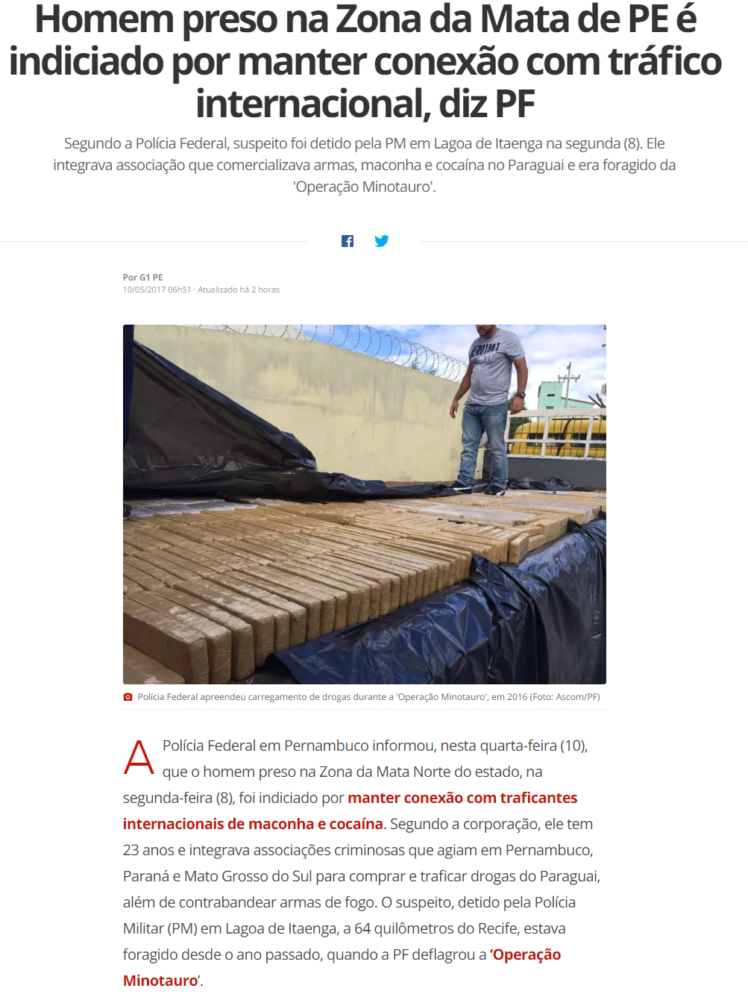 Homem preso na Zona da Mata de PE é
indiciado por manter conexão com tráfico
internacional, diz PF
Segundo a Polícia Federal, suspeito foi detido pela PM em Lagoa de Itaenga na segunda (8). Ele
integrava associação que comercializava armas, maconha e cocaína no Paraguai e era foragido da
'Operação Minotauro'.
Por G1 PE
10/05/2017 06h51 · Atualizado há 2 horas
AERO1987
Polícia Federal apreendeu carregamento de drogas durante a 'Operação Minotauro', em 2016 (Foto: Ascom/PF)
A Polícia Federal em Pernambuco informou, nesta quarta-feira (10),
que o homem preso na Zona da Mata Norte do estado, na
segunda-feira (8), foi indiciado por manter conexão com traficantes
internacionais de maconha e cocaína. Segundo a corporação, ele tem
23 anos e integrava associações criminosas que agiam em Pernambuco,
Paraná e Mato Grosso do Sul para comprar e traficar drogas do Paraguai,
além de contrabandear armas de fogo. O suspeito, detido pela Polícia
Militar (PM) em Lagoa de Itaenga, a 64 quilômetros do Recife, estava
foragido desde o ano passado, quando a PF deflagrou a ‘Operação
Minotauro’.